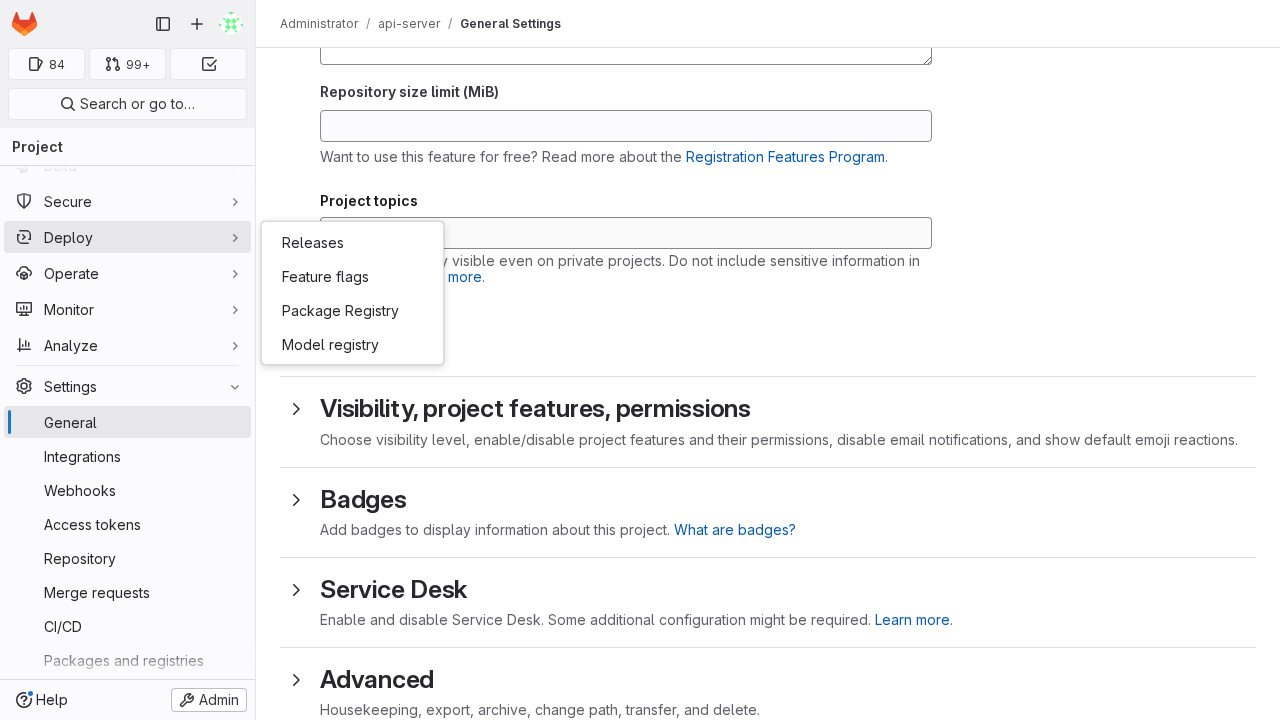 Administrator / api-server / General Settings
84
99+
Search or go to…
Project
Build
Secure
Deploy
Operate
Monitor
Analyze
Settings
General
Integrations
Webhooks
Access tokens
Repository
Merge requests
CI/CD
Packages and registries
Help
Admin
Releases
Feature flags
Package Registry
Model registry
Repository size limit (MiB)
Want to use this feature for free? Read more about the Registration Features Program.
Project topics
visible even on private projects. Do not include sensitive information in
more.
Visibility, project features, permissions
Choose visibility level, enable/disable project features and their permissions, disable email notifications, and show default emoji reactions.
Badges
Add badges to display information about this project. What are badges?
Service Desk
Enable and disable Service Desk. Some additional configuration might be required. Learn more.
Advanced
Housekeeping, export, archive, change path, transfer, and delete.